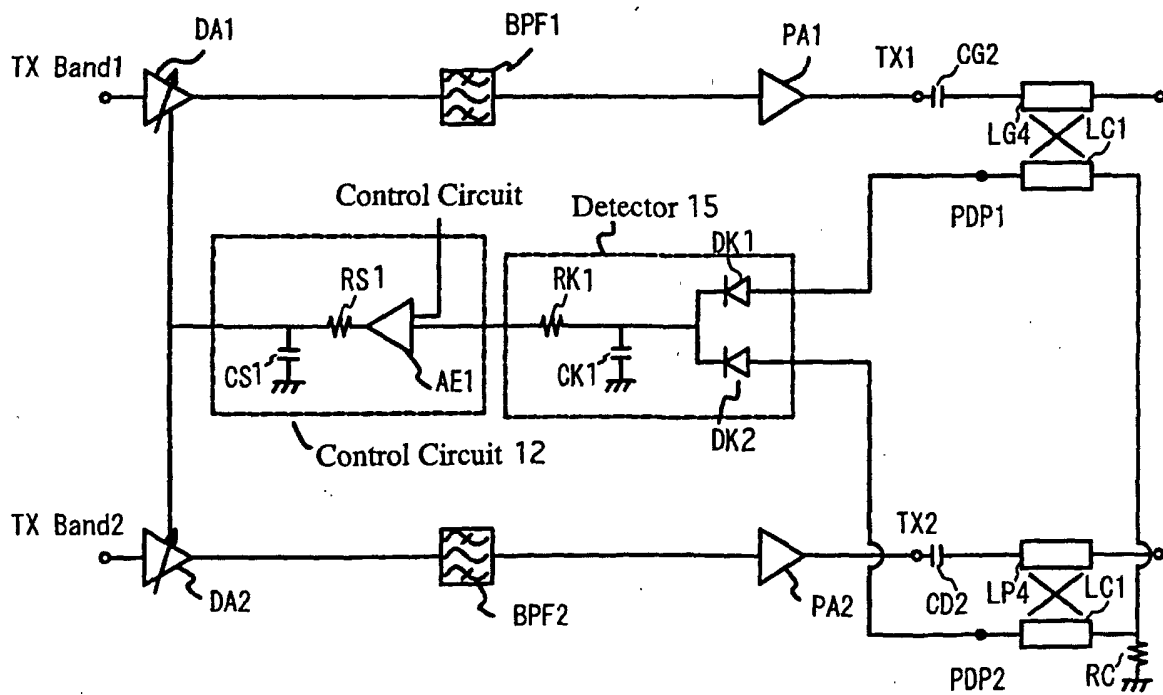 DA1
BPF1
PA1
TX1
CG2
TX Band1
LG4
LC1
Control Circuit
Detector 15
PDP1
DK1
RS1
RK1
CS1
AE1
CK1
DK2
Control Circuit 12
TX Band2
TX2
DA2
BPF2
PA2
CD2
LP4
LC1
PDP2
RC